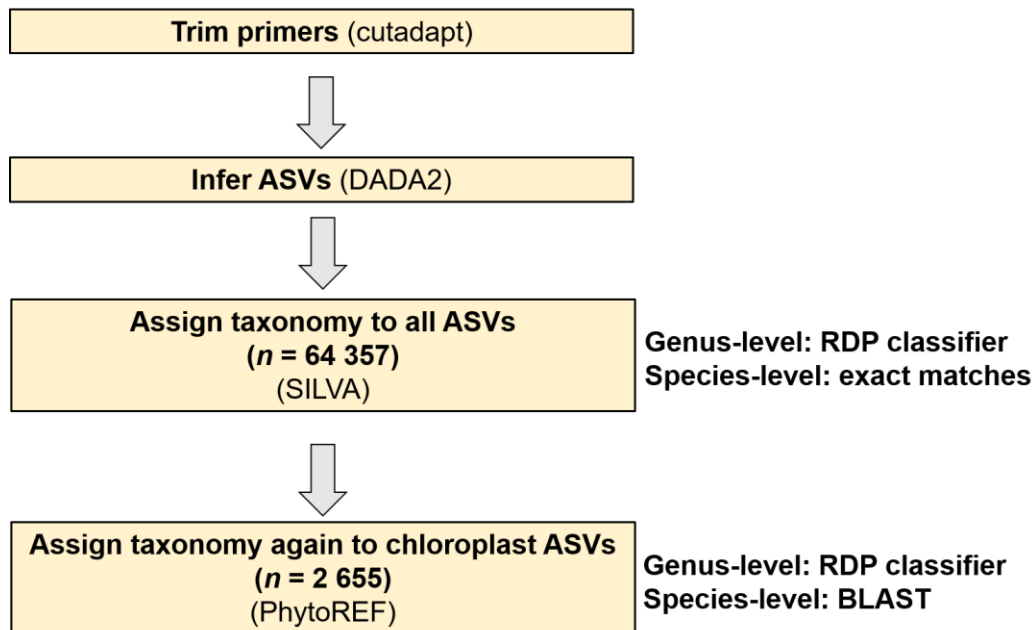 Trim primers (cutadapt)
Infer ASVs (DADA2)
Assign taxonomy to all ASVs
(n = 64 357)
(SILVA)
Genus-level: RDP classifier
Species-level: exact matches
Assign taxonomy again to chloroplast ASVs
(n = 2 655)
(PhytoREF)
Genus-level: RDP classifier
Species-level: BLAST